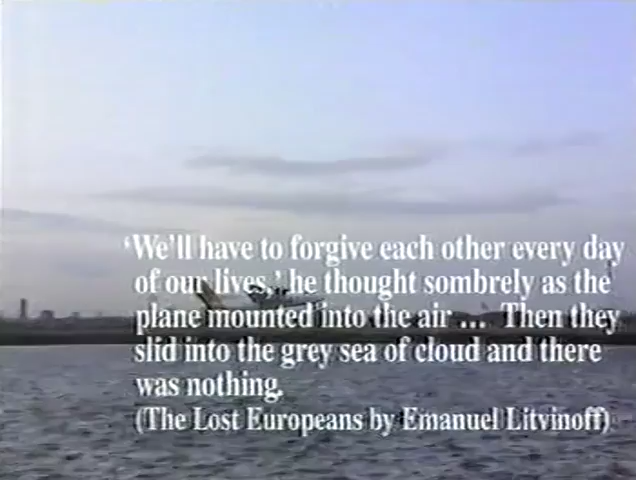 ‘We'll have to forgive each other every day
of our lives,’ he thought sombrely as the
plane mounted into the air... Then they
slid into the grey sea of cloud and there
was nothing.
(The Lost Europeans by Emanuel Litvinoff)